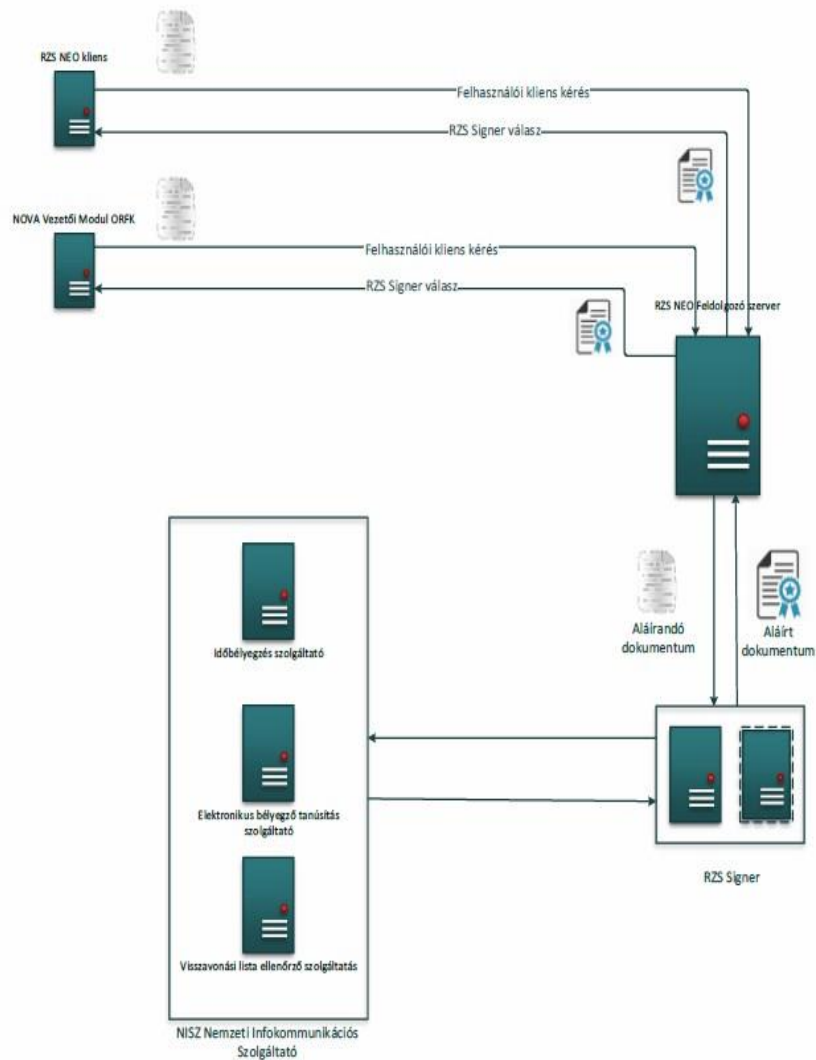 RZS NEO kliens
Felhasználói kliens kérés
RZS Signer válasz
NOVA Vezetői Modul ORFK
Felhasználói kliens kérés
RZS Signer válasz
RZS NEO Feldolgozó szerver
Időbélyegzés szolgáltató
Aláírandó
dokumentum
Aláírt
dokumentum
Elektronikus bélyegző tanúsítás
szolgáltató
RZS Signer
Visszavonási lista ellenőrző szolgáltatás
NISZ Nemzeti Infokommunikációs
Szolgáltató